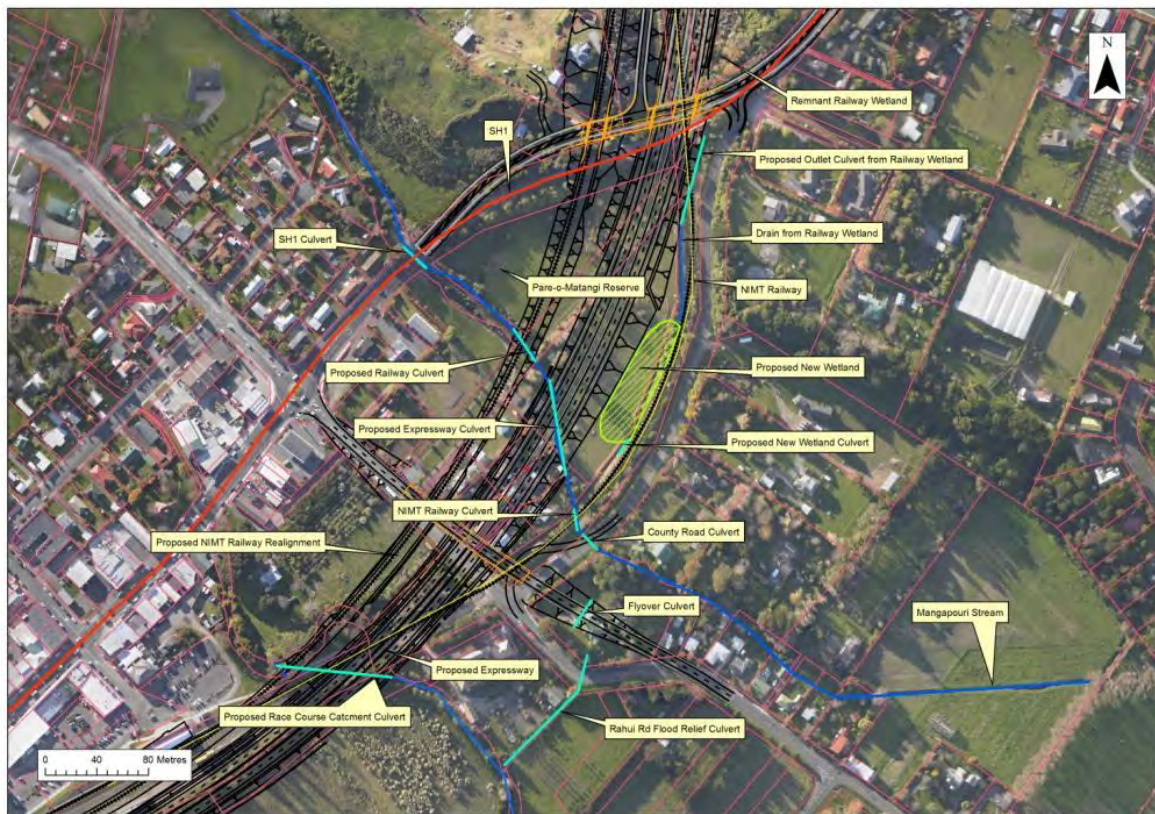 N
Remnant Railway Wetland
SH1
Proposed Outlet Culvert from Railway Wetland
SH1 Culvert
Drain from Railway Wetland
Pare-o-Matangi Reserve
NIMT Railway
Proposed Railway Culvert
Proposed New Wetland
Proposed Expressway Culvert
Proposed New Wetland Culvert
NIMT Railway Culvert
County Road Culvert
Proposed NIMT Railway Realignment
Flyover Culvert
Mangapouri Stream
Proposed Expressway
Proposed Race Course Catcment Culvert
Rahui Rd Flood Relief Culvert
40 20 0 80 Metres